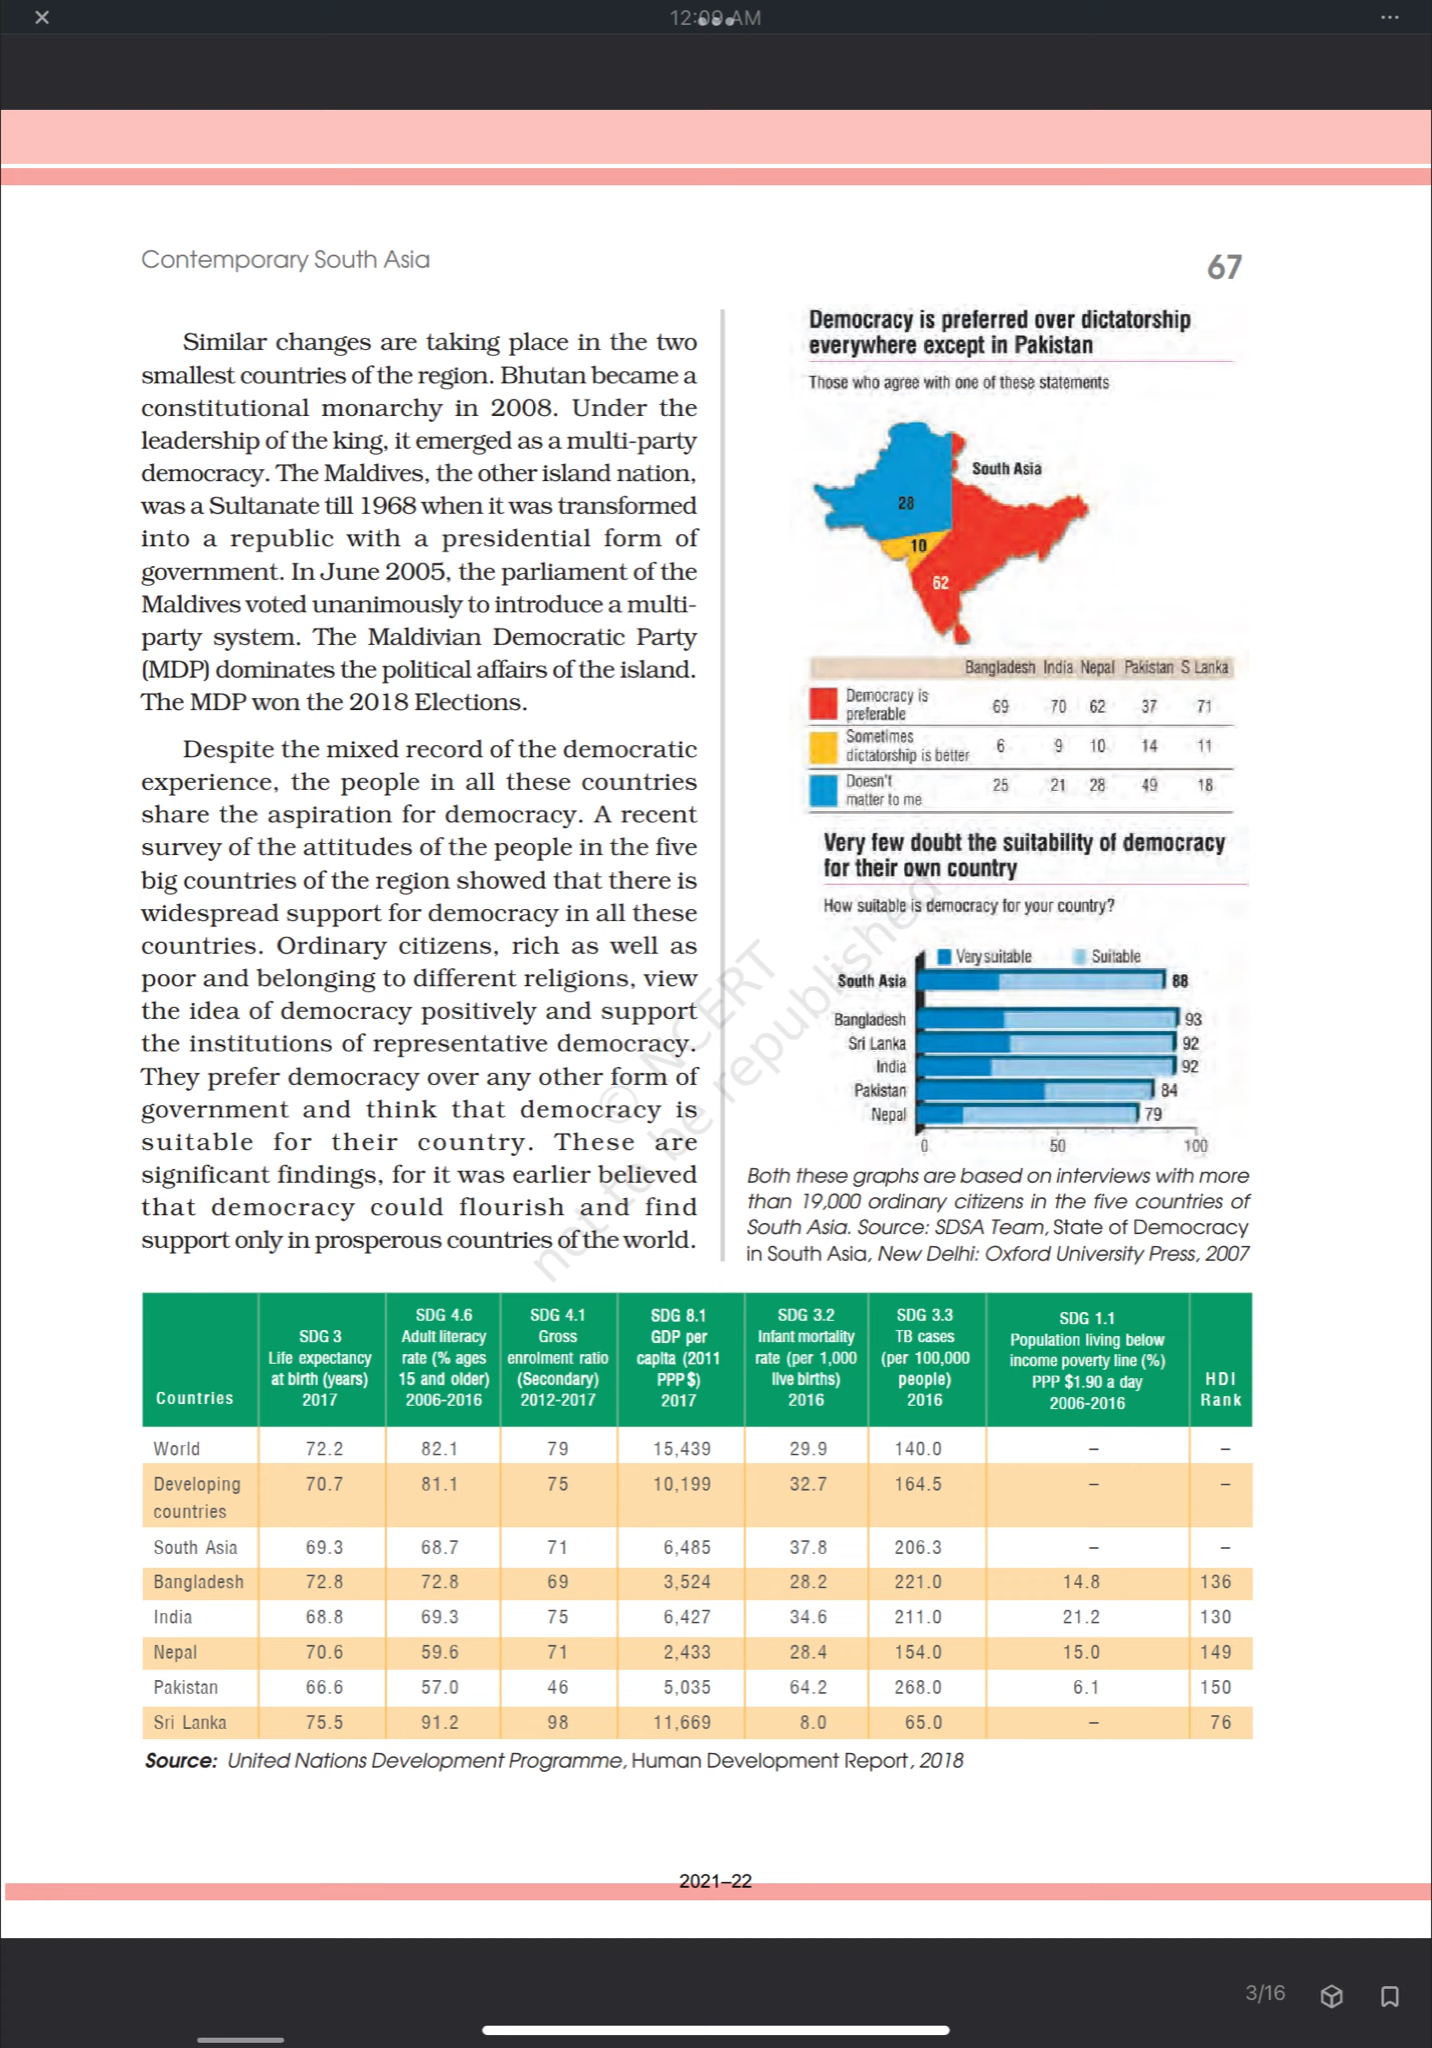 12:09 AM
Contemporary South Asia
67
Similar changes are taking place in the two
smallest countries of the region. Bhutan became a
constitutional monarchy in 2008. Under the
leadership of the king, it emerged as a multi-party
democracy. The Maldives, the other island nation,
was a Sultanate till 1968 when it was transformed
into a republic with a presidential form of
government. In June 2005, the parliament of the
Maldives voted unanimously to introduce a multi-
party system. The Maldivian Democratic Party
(MDP) dominates the political affairs of the island.
The MDP won the 2018 Elections.
Despite the mixed record of the democratic
experience, the people in all these countries
share the aspiration for democracy. A recent
survey of the attitudes of the people in the five
big countries of the region showed that there is
widespread support for democracy in all these
countries. Ordinary citizens, rich as well as
poor and belonging to different religions, view
the idea of democracy positively and support
the institutions of representative democracy.
They prefer democracy over any other form of
government and think that democracy is
suitable for their country. These are
significant findings, for it was earlier believed
that democracy could flourish and find
support only in prosperous countries of the world.
Democracy is preferred over dictatorship
everywhere except in Pakistan
Those who agree with one of these statements
South Asia
28
10
62
Bangladesh India Nepal Pakistan S Lanka
Democracy is
preferable 69 70 62 37 71
Sometimes
dictatorship is better 6 9 10 14 11
Doesn't
matter to me 25 21 28 49 18
Very few doubt the suitability of democracy
for their own country
How suitable is democracy for your country?
Very suitable Suitable
South Asia 88
Bangladesh 93
Sri Lanka 92
India 92
Pakistan 84
Nepal 79
0 50 100
Both these graphs are based on interviews with more
than 19,000 ordinary citizens in the five countries of
South Asia. Source: SDSA Team, State of Democracy
in South Asia, New Delhi: Oxford University Press, 2007
© NCERT
not to be republished
Countries
SDG 3
Life expectancy
at birth (years)
2017
SDG 4.6
Adult literacy
rate (% ages
15 and older)
2006-2016
SDG 4.1
Gross
enrolment ratio
(Secondary)
2012-2017
SDG 8.1
GDP per
capita (2011
PPP $)
2017
SDG 3.2
Infant mortality
rate (per 1,000
live births)
2016
SDG 3.3
TB cases
(per 100,000
people)
2016
SDG 1.1
Population living below
income poverty line (%)
PPP $1.90 a day
2006-2016
HDI
Rank
World 72.2 82.1 79 15,439 29.9 140.0 – –
Developing 70.7 81.1 75 10,199 32.7 164.5 – –
countries
South Asia 69.3 68.7 71 6,485 37.8 206.3 – –
Bangladesh 72.8 72.8 69 3,524 28.2 221.0 14.8 136
India 68.8 69.3 75 6,427 34.6 211.0 21.2 130
Nepal 70.6 59.6 71 2,433 28.4 154.0 15.0 149
Pakistan 66.6 57.0 46 5,035 64.2 268.0 6.1 150
Sri Lanka 75.5 91.2 98 11,669 8.0 65.0 – 76
Source: United Nations Development Programme, Human Development Report, 2018
2021–22
3/16